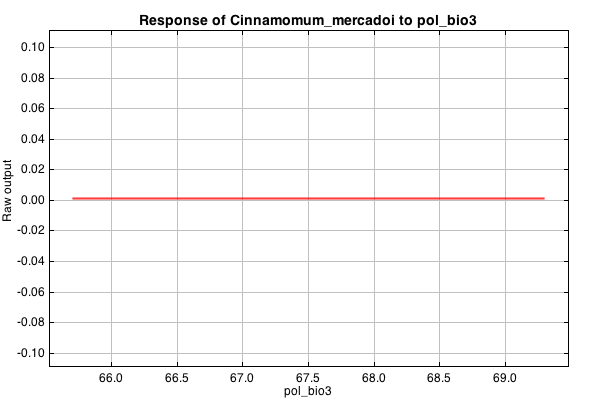 Response of Cinnamomum_mercadoi to pol_bio3
0.10
0.08
0.06
0.04
0.02
0.00
-0.02
-0.04
-0.06
-0.08
-0.10
Raw output
66.0 66.5 67.0 67.5 68.0 68.5 69.0
pol_bio3